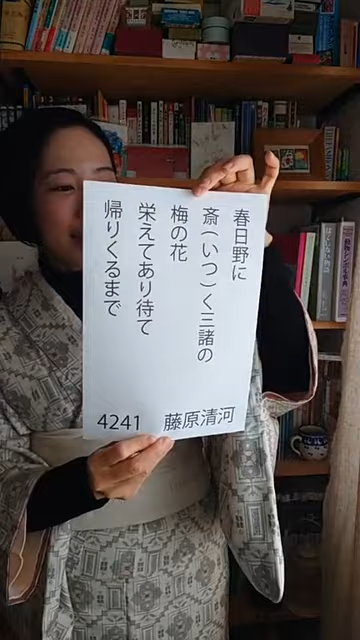 春日野に
斎(いつ)く三諸の
梅の花
栄えてあり待て
帰りくるまで
4241 藤原清河